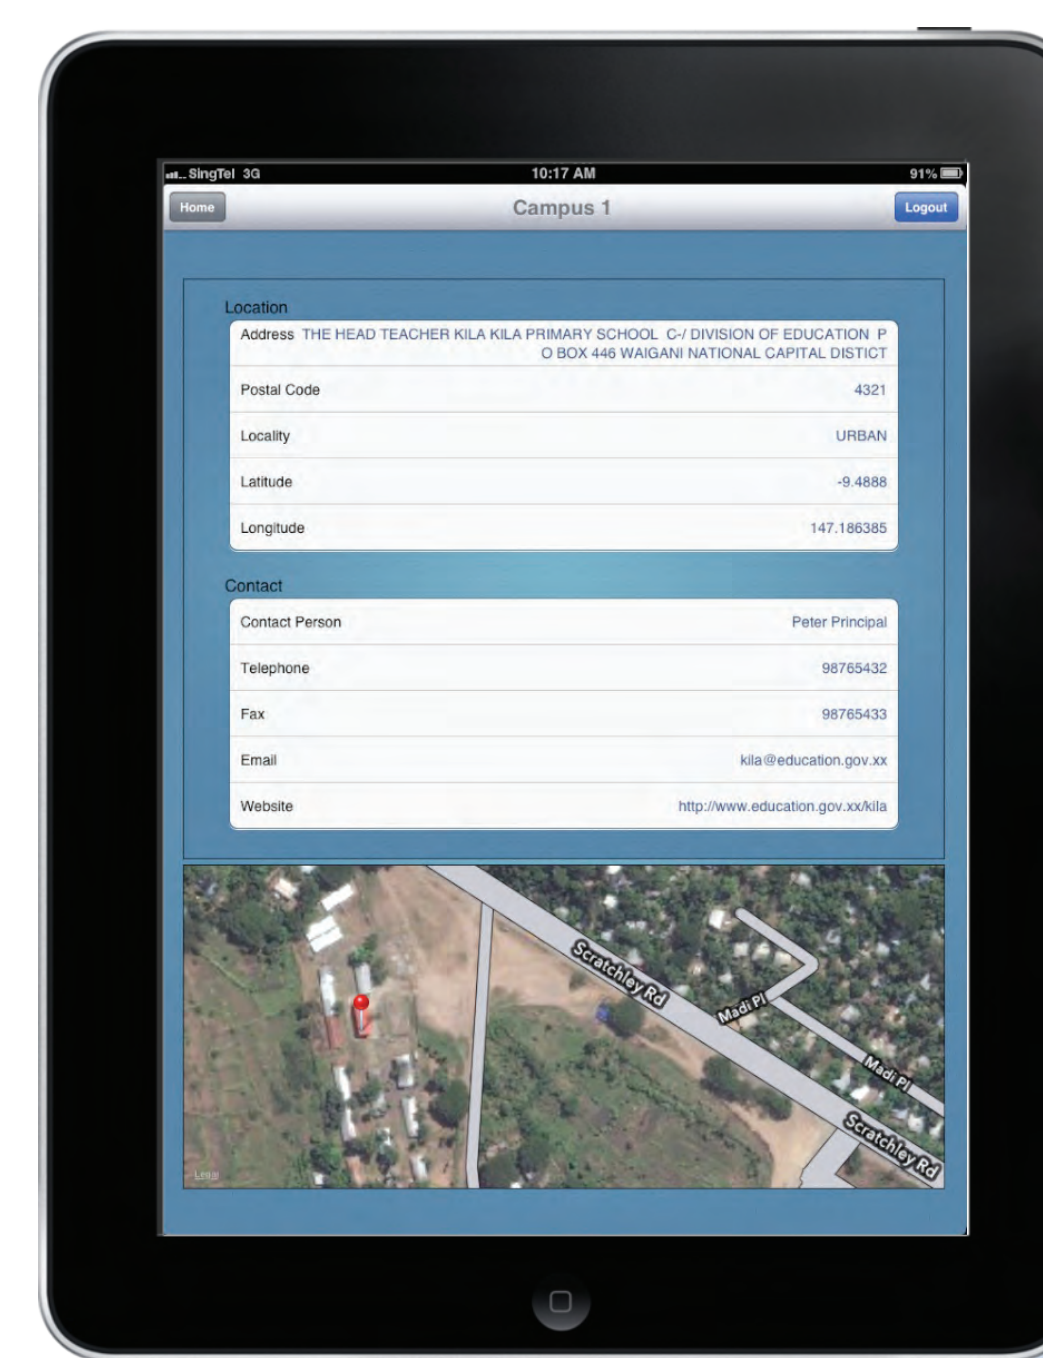 SingTel 3G 10:17 AM 91%
Home Campus 1 Logout
Location
Address THE HEAD TEACHER KILA KILA PRIMARY SCHOOL C-/ DIVISION OF EDUCATION P
O BOX 446 WAIGANI NATIONAL CAPITAL DISTICT
Postal Code 4321
Locality URBAN
Latitude -9.4888
Longitude 147.186385
Contact
Contact Person Peter Principal
Telephone 98765432
Fax 98765433
Email kila@education.gov.xx
Website http://www.education.gov.xx/kila
Scratchley Rd
Madi Pl
Madi Pl
Scratchley Rd
Legal